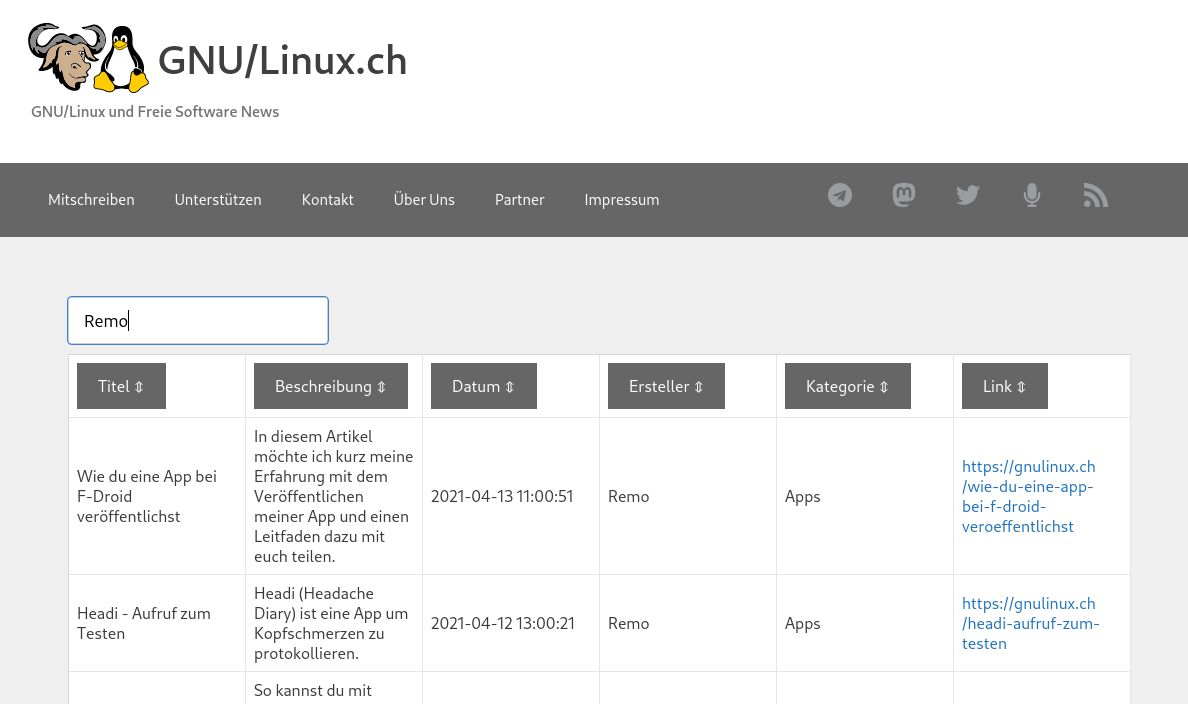 GNU/Linux.ch
GNU/Linux und Freie Software News
Mitschreiben Unterstützen Kontakt Über Uns Partner Impressum
Remo
Titel ⇕ Beschreibung ⇕ Datum ⇕ Ersteller ⇕ Kategorie ⇕ Link ⇕
Wie du eine App bei
F-Droid
veröffentlichst
In diesem Artikel
möchte ich kurz meine
Erfahrung mit dem
Veröffentlichen
meiner App und einen
Leitfaden dazu mit
euch teilen.
2021-04-13 11:00:51
Remo
Apps
https://gnulinux.ch
/wie-du-eine-app-
bei-f-droid-
veroeffentlichst
Headi - Aufruf zum
Testen
Headi (Headache
Diary) ist eine App um
Kopfschmerzen zu
protokollieren.
2021-04-12 13:00:21
Remo
Apps
https://gnulinux.ch
/headi-aufruf-zum-
testen
So kannst du mit